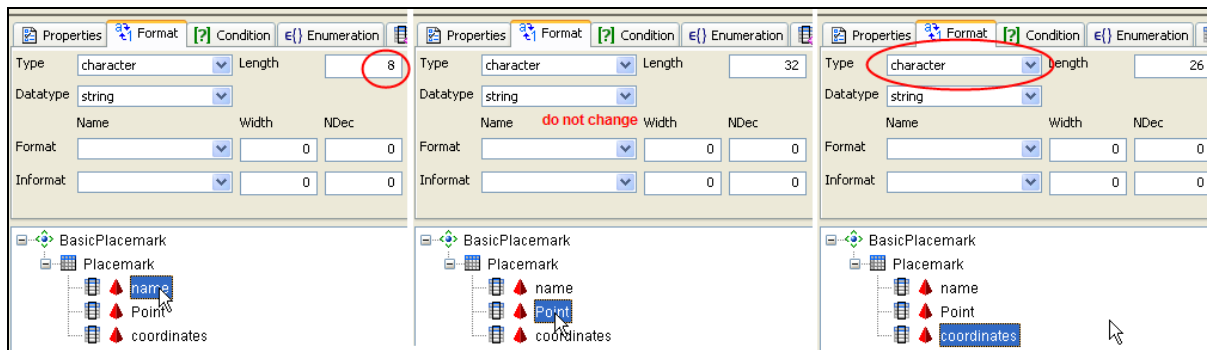 Properties Format [?] Condition €{} Enumeration
Type character Length 8
Datatype string
Name Width NDec
Format 0 0
Informat 0 0
BasicPlacemark
Placemark
name
Point
coordinates
Properties Format [?] Condition €{} Enumeration
Type character Length 32
Datatype string
Name do not change Width NDec
Format 0 0
Informat 0 0
BasicPlacemark
Placemark
name
Point
coordinates
Properties Format [?] Condition €{} Enumeration
Type character Length 26
Datatype string
Name Width NDec
Format 0 0
Informat 0 0
BasicPlacemark
Placemark
name
Point
coordinates